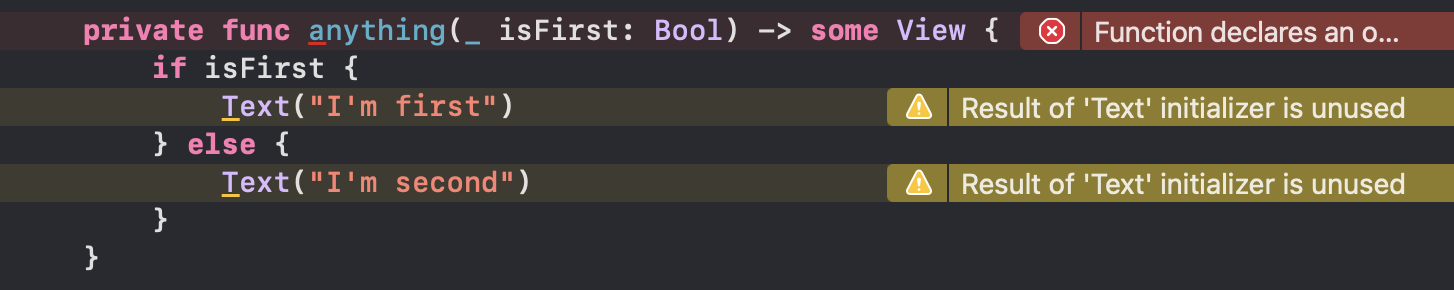 private func anything(_ isFirst: Bool) -> some View { Function declares an o...
if isFirst {
Text("I'm first") Result of 'Text' initializer is unused
} else {
Text("I'm second") Result of 'Text' initializer is unused
}
}